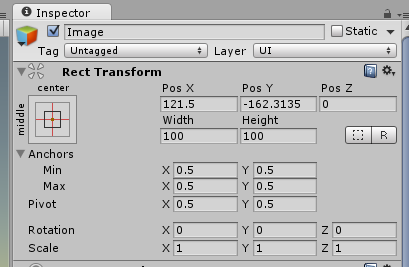 Inspector
Image Static
Tag Untagged Layer UI
Rect Transform
center
middle
Pos X Pos Y Pos Z
121.5 -162.3135 0
Width Height
100 100 R
Anchors
Min X 0.5 Y 0.5
Max X 0.5 Y 0.5
Pivot X 0.5 Y 0.5
Rotation X 0 Y 0 Z 0
Scale X 1 Y 1 Z 1